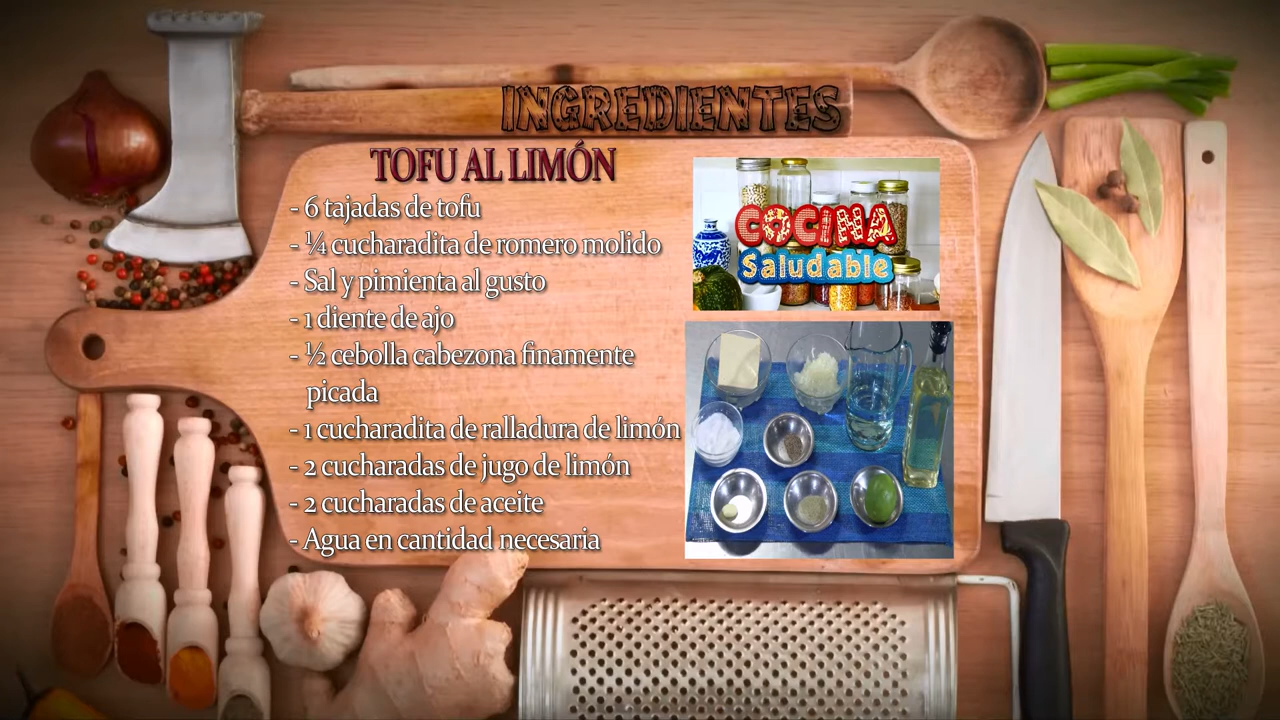 INGREDIENTES
TOFU AL LIMÓN
- 6 tajadas de tofu
- ¼ cucharadita de romero molido
- Sal y pimienta al gusto
- 1 diente de ajo
- ½ cebolla cabezona finamente
picada
- 1 cucharadita de ralladura de limón
- 2 cucharadas de jugo de limón
- 2 cucharadas de aceite
- Agua en cantidad necesaria
COCINA
Saludable